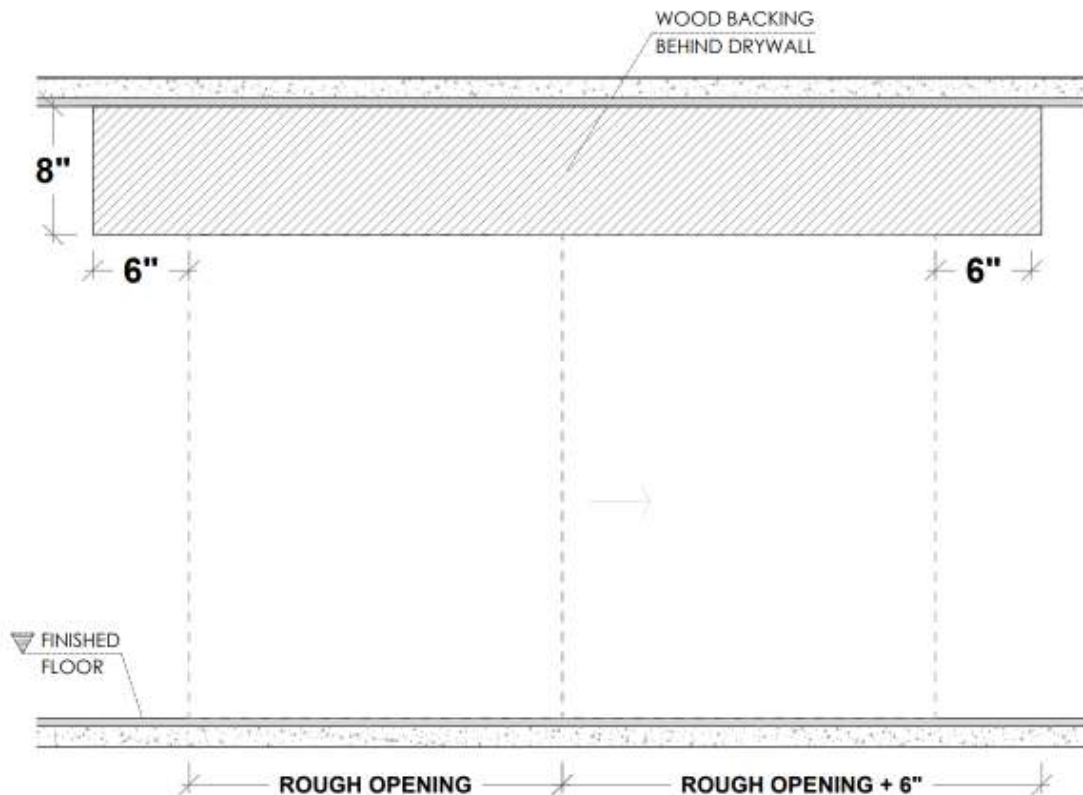 WOOD BACKING
BEHIND DRYWALL
8"
6"
6"
FINISHED
FLOOR
ROUGH OPENING
ROUGH OPENING + 6"